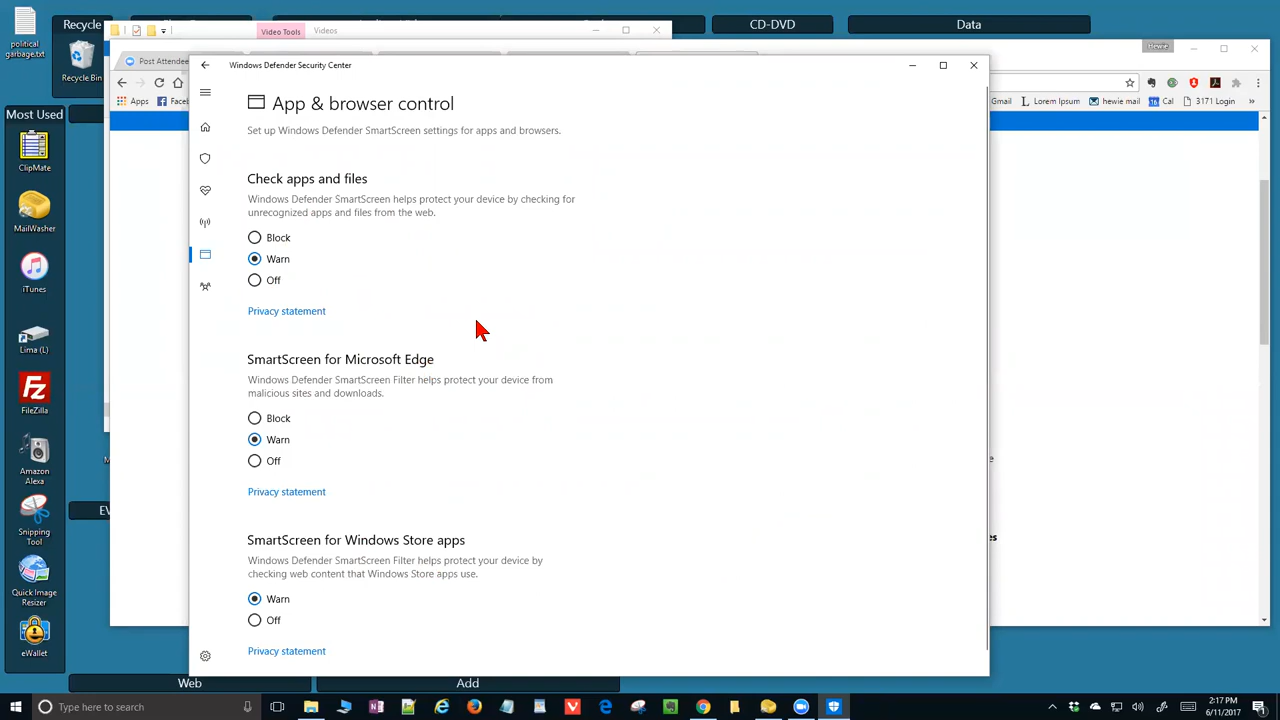 Recycle
CD-DVD
Data
political
garbage.txt
Recycle Bin
Video Tools
Videos
Hewie
Post Attendee
Windows Defender Security Center
Apps
Lorem Ipsum
hewie mail
Cal
3171 Glory
»
Most Used
ClipMate
MailWasher
iTunes
Lima (L)
FileZilla
Amazon
Alexa
Snipping
Tool
Quick Image
Resizer
eWallet
App & browser control
Set up Windows Defender SmartScreen settings for apps and browsers.
Check apps and files
Windows Defender SmartScreen helps protect your device by checking for
unrecognized apps and files from the web.
Block
Warn
Off
Privacy statement
SmartScreen for Microsoft Edge
Windows Defender SmartScreen Filter helps protect your device from
malicious sites and downloads.
Block
Warn
Off
Privacy statement
SmartScreen for Windows Store apps
Windows Defender SmartScreen Filter helps protect your device by
checking web content that Windows Store apps use.
Warn
Off
Privacy statement
Web
Add
Type here to search
2:17 PM
6/11/2017